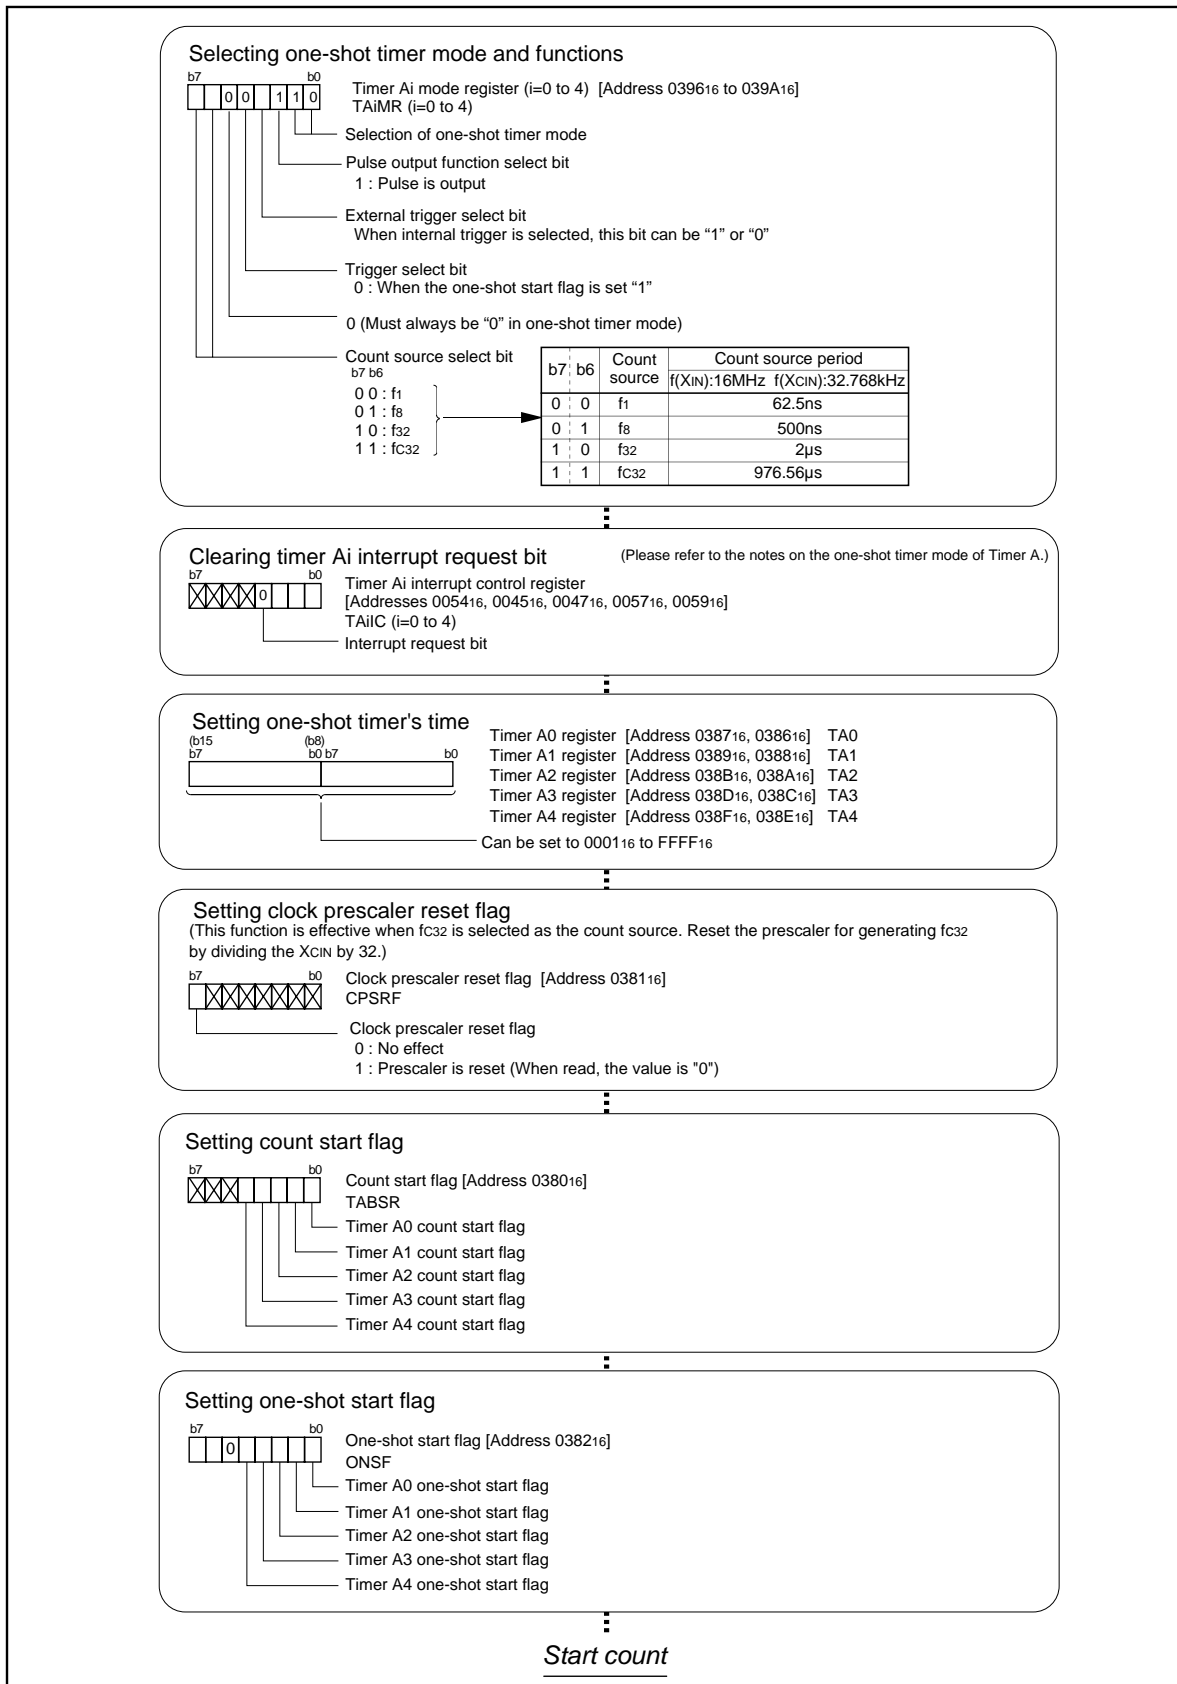 Selecting one-shot timer mode and functions
b7 b0
0 0 1 1 0
Timer Ai mode register (i=0 to 4) [Address 039616 to 039A16]
TAiMR (i=0 to 4)
Selection of one-shot timer mode
Pulse output function select bit
1 : Pulse is output
External trigger select bit
When internal trigger is selected, this bit can be “1” or “0”
Trigger select bit
0 : When the one-shot start flag is set “1”
0 (Must always be “0” in one-shot timer mode)
Count source select bit
b7 b6
0 0 : f1
0 1 : f8
1 0 : f32
1 1 : fC32
b7 b6 Count source Count source period
f(XIN):16MHz f(XCIN):32.768kHz
0 0 f1 62.5ns
0 1 f8 500ns
1 0 f32 2µs
1 1 fC32 976.56µs
Clearing timer Ai interrupt request bit (Please refer to the notes on the one-shot timer mode of Timer A.)
b7 b0
0
Timer Ai interrupt control register
[Addresses 005416, 004516, 004716, 005716, 005916]
TAiIC (i=0 to 4)
Interrupt request bit
Setting one-shot timer's time
(b15 (b8)
b7 b0 b7 b0
Timer A0 register [Address 038716, 038616] TA0
Timer A1 register [Address 038916, 038816] TA1
Timer A2 register [Address 038B16, 038A16] TA2
Timer A3 register [Address 038D16, 038C16] TA3
Timer A4 register [Address 038F16, 038E16] TA4
Can be set to 000116 to FFFF16
Setting clock prescaler reset flag
(This function is effective when fC32 is selected as the count source. Reset the prescaler for generating fC32
by dividing the XCIN by 32.)
b7 b0
Clock prescaler reset flag [Address 038116]
CPSRF
Clock prescaler reset flag
0 : No effect
1 : Prescaler is reset (When read, the value is "0")
Setting count start flag
b7 b0
Count start flag [Address 038016]
TABSR
Timer A0 count start flag
Timer A1 count start flag
Timer A2 count start flag
Timer A3 count start flag
Timer A4 count start flag
Setting one-shot start flag
b7 b0
0
One-shot start flag [Address 038216]
ONSF
Timer A0 one-shot start flag
Timer A1 one-shot start flag
Timer A2 one-shot start flag
Timer A3 one-shot start flag
Timer A4 one-shot start flag
Start count